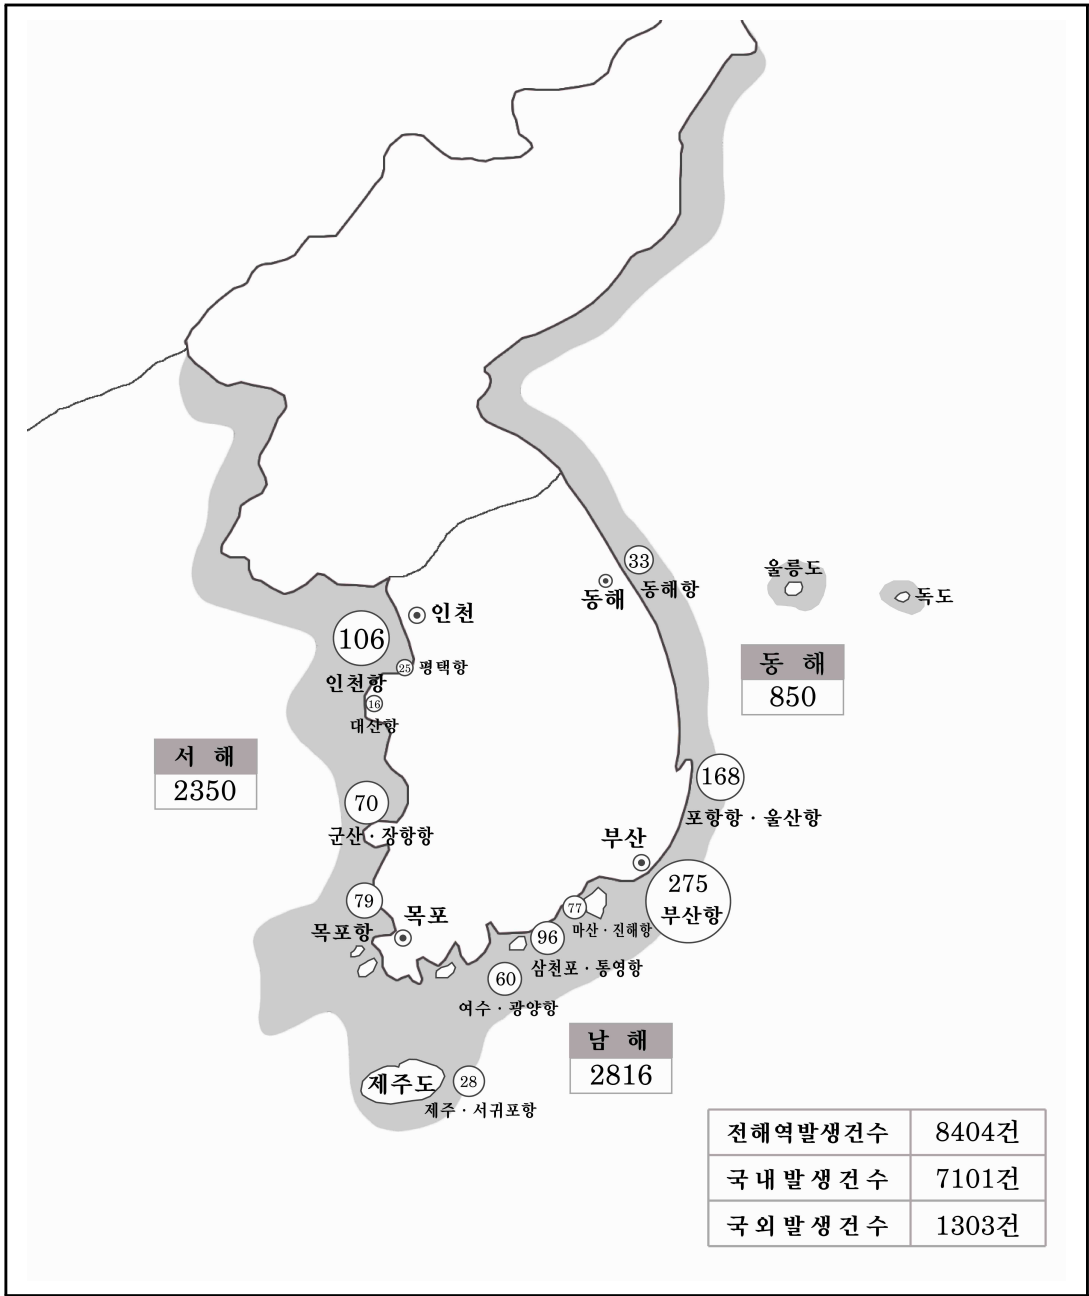 33
울릉도
동해
동해항
독도
인천
106
인천항
25
평택항
16
대산항
동 해
850
서 해
2350
168
포항항 · 울산항
70
군산 · 장항항
부산
275
부산항
79
목포항
목포
77
마산 · 진해항
96
삼천포 · 통영항
60
여수 · 광양항
남 해
2816
제주도
28
제주 · 서귀포항
전해역발생건수 8404건
국내발생건수 7101건
국외발생건수 1303건